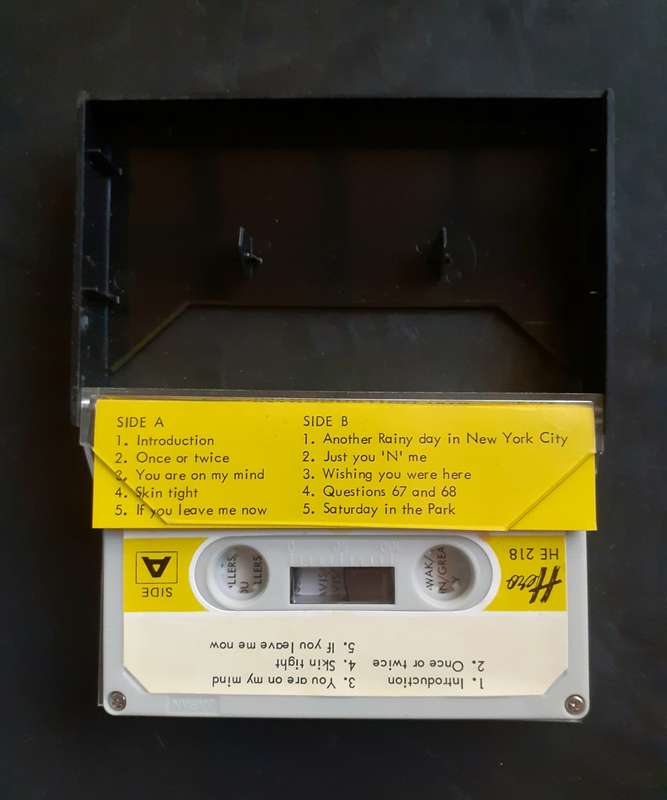 SIDE A
1. Introduction
2. Once or twice
3. You are on my mind
4. Skin tight
5. If you leave me now
SIDE B
1. Another Rainy day in New York City
2. Just you 'N' me
3. Wishing you were here
4. Questions 67 and 68
5. Saturday in the Park
Hero
HE 218
SIDE
A
1. Introduction
2. Once or twice
3. You are on my mind
4. Skin tight
5. If you leave me now